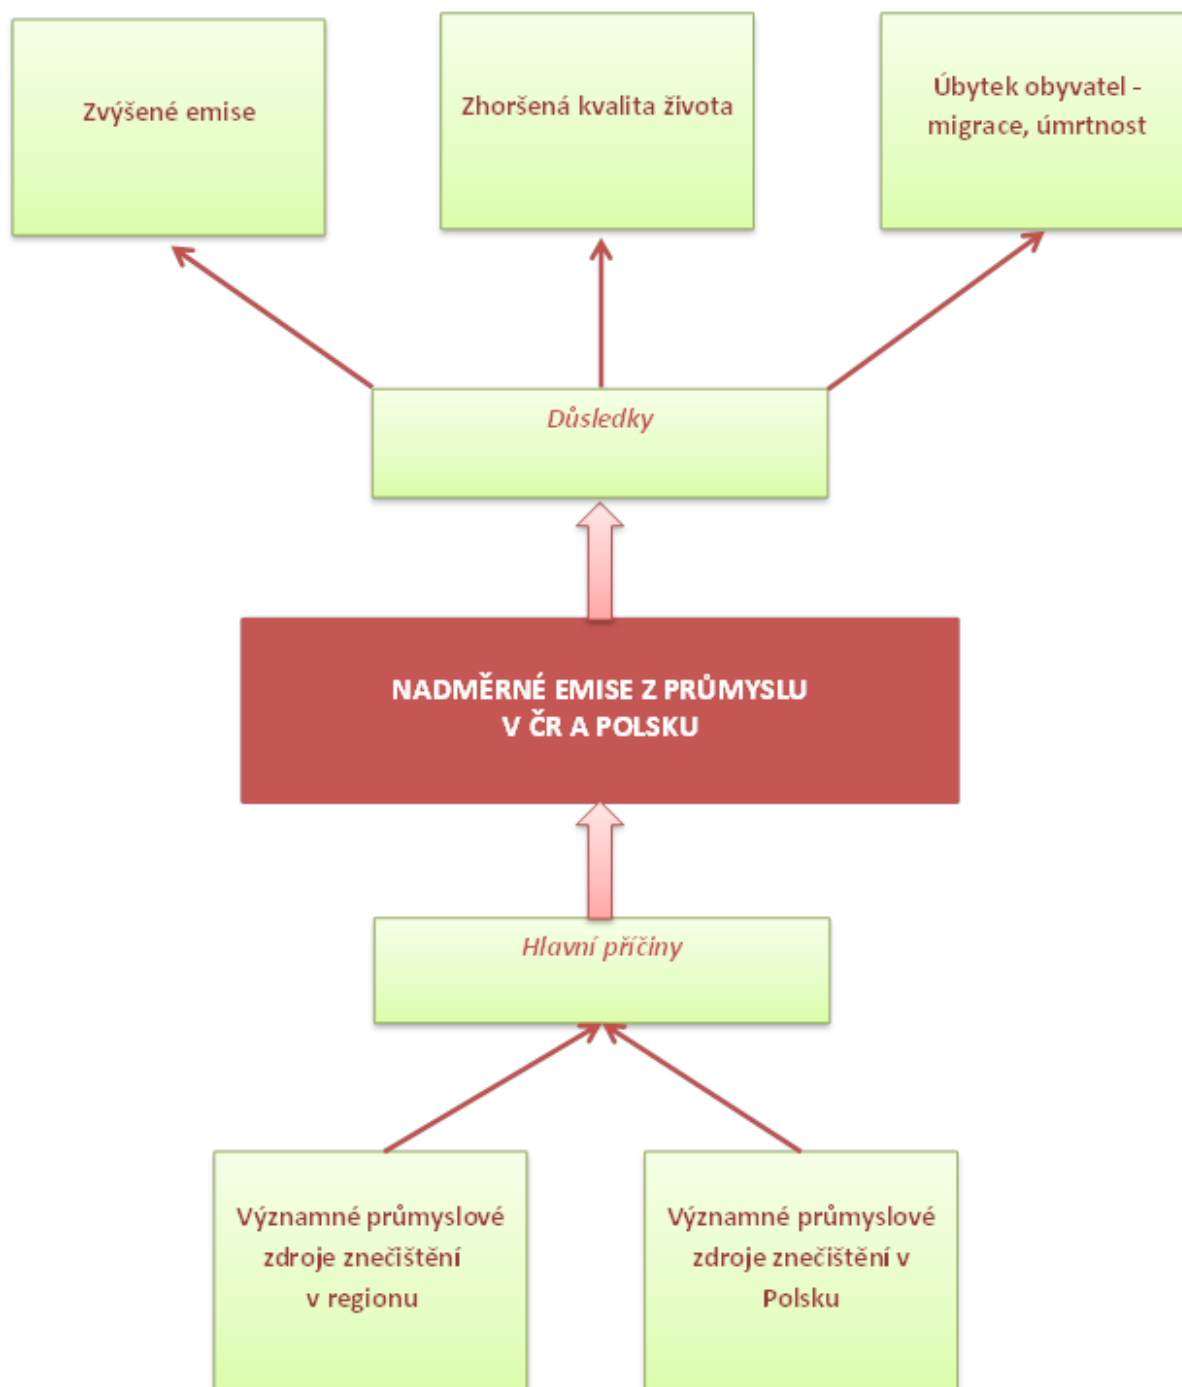 Zvýšené emise
Zhoršená kvalita života
Úbytek obyvatel -
migrace, úmrtnost
Důsledky
NADMĚRNÉ EMISE Z PRŮMYSLU
V ČR A POLSKU
Hlavní příčiny
Významné průmyslové
zdroje znečištění
v regionu
Významné průmyslové
zdroje znečištění v
Polsku